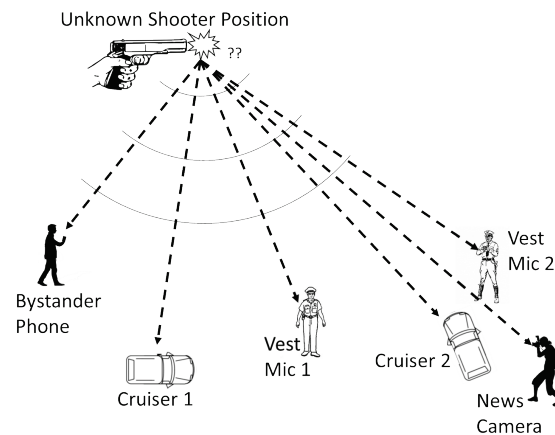 Unknown Shooter Position
??
Vest
Mic 2
Bystander
Phone
Vest
Mic 1
Cruiser 2
Cruiser 1
News
Camera